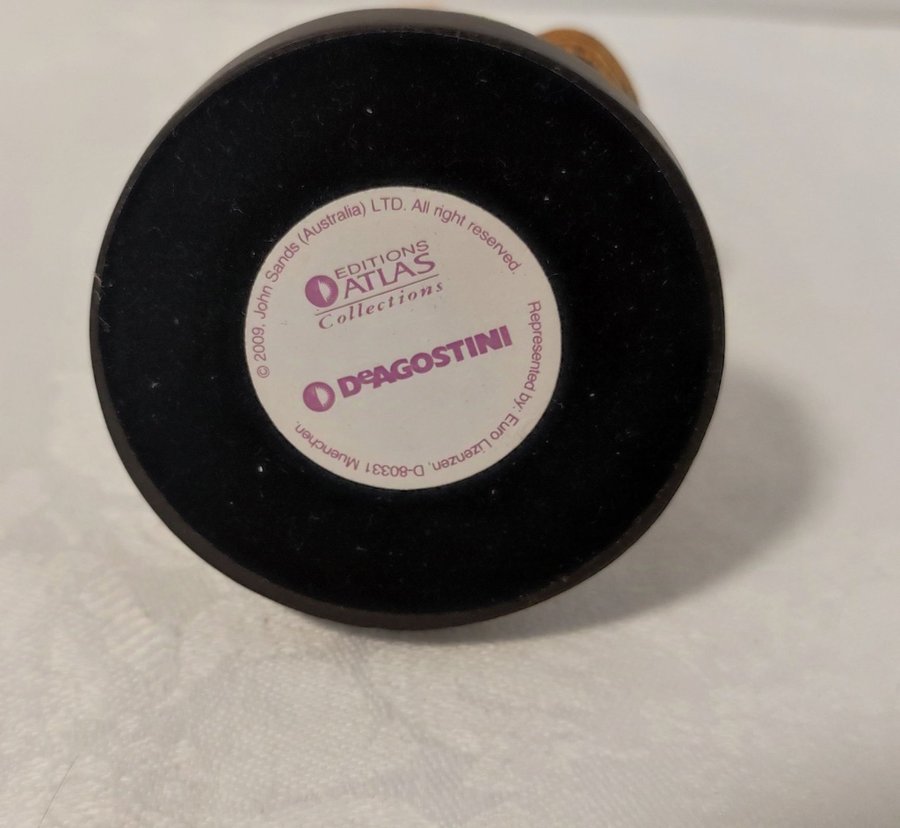 © 2009. John Sands (Australia) LTD. All right reserved.
EDITIONS
ATLAS
Collections
DeAGOSTINI
Represented by: Euro Lizenzen. D-80331 Muenchen.